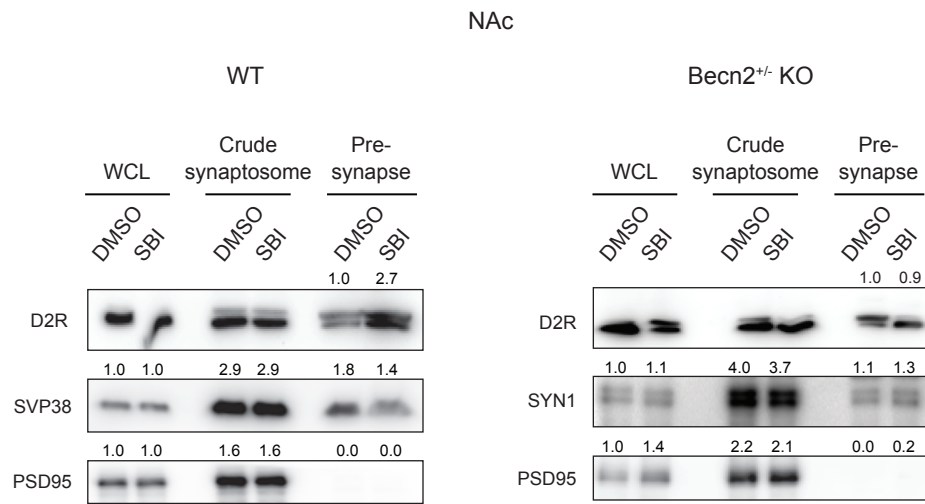 NAc
WT
WCL
Crude
synaptosome
Pre-
synapse
DMSO
SBI
DMSO
SBI
DMSO
SBI
1.0 2.7
D2R
1.0 1.0 2.9 2.9 1.8 1.4
SVP38
1.0 1.0 1.6 1.6 0.0 0.0
PSD95
Becn2+/- KO
WCL
Crude
synaptosome
Pre-
synapse
DMSO
SBI
DMSO
SBI
DMSO
SBI
1.0 0.9
D2R
1.0 1.1 4.0 3.7 1.1 1.3
SYN1
1.0 1.4 2.2 2.1 0.0 0.2
PSD95